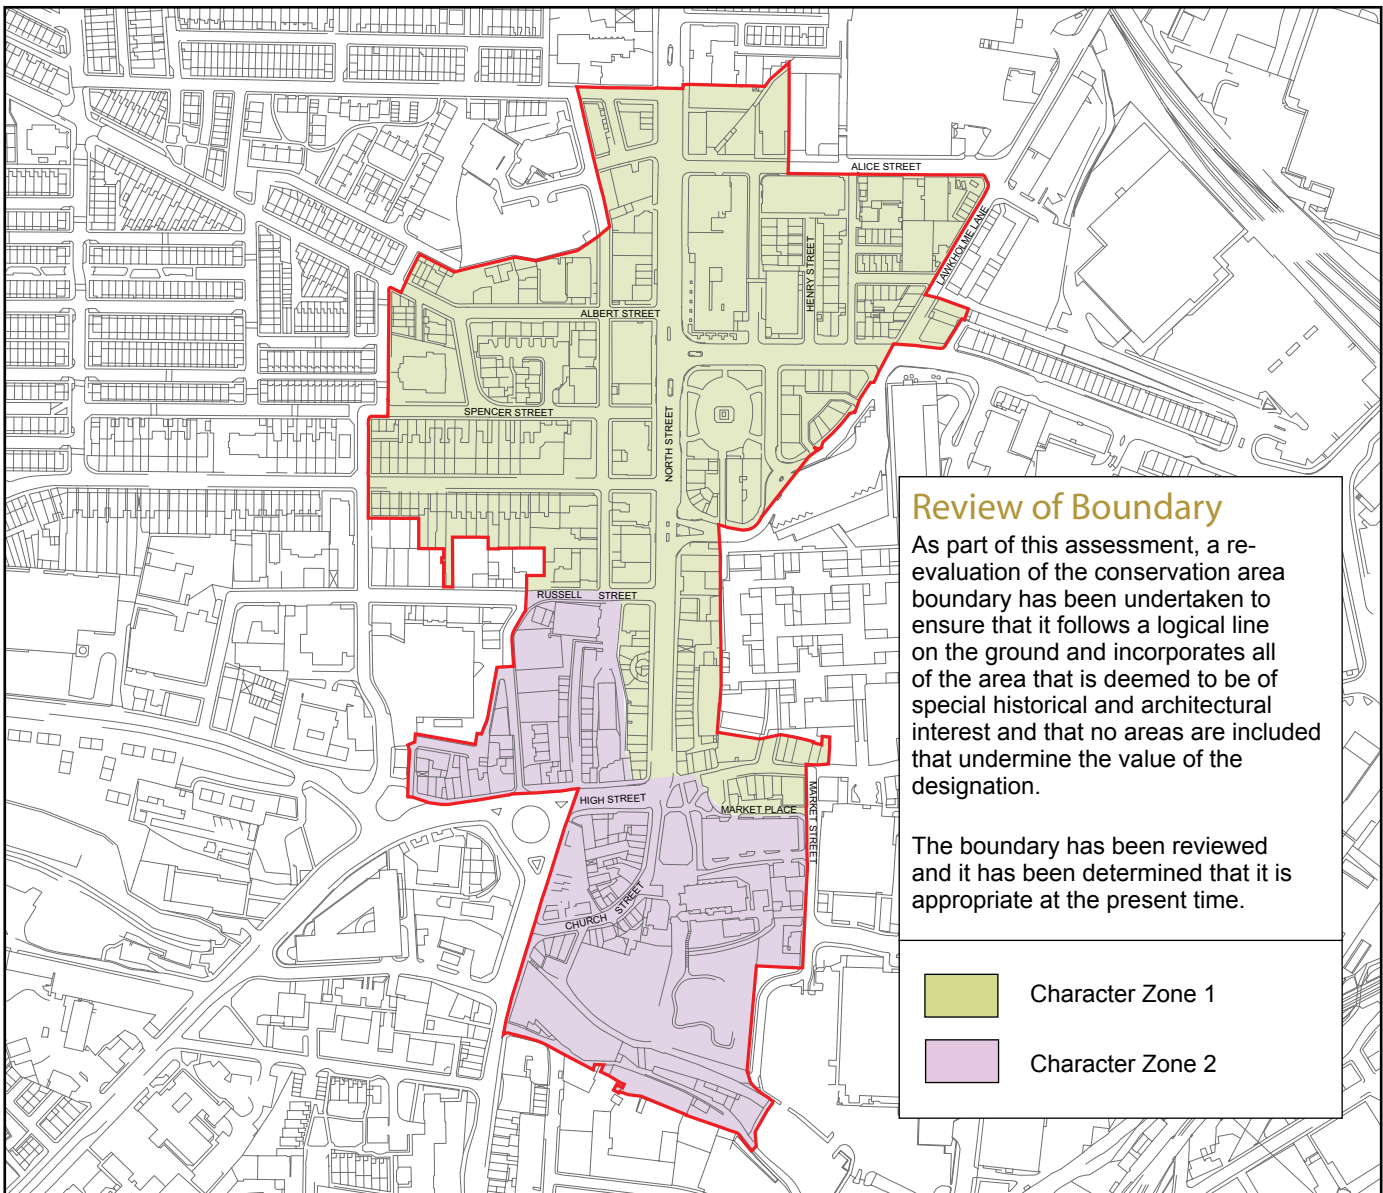 ALICE STREET
LAWKHOLME LANE
HENRY STREET
ALBERT STREET
SPENCER STREET
NORTH STREET
RUSSELL STREET
HIGH STREET
MARKET PLACE
MARKET STREET
CHURCH STREET
Review of Boundary
As part of this assessment, a re-
evaluation of the conservation area
boundary has been undertaken to
ensure that it follows a logical line
on the ground and incorporates all
of the area that is deemed to be of
special historical and architectural
interest and that no areas are included
that undermine the value of the
designation.
The boundary has been reviewed
and it has been determined that it is
appropriate at the present time.
Character Zone 1
Character Zone 2